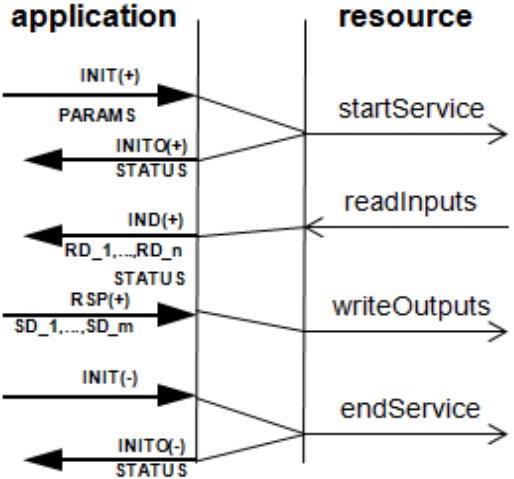 application resource
INIT(+)
PARAMS
startService
INITO(+)
STATUS
readInputs
IND(+)
RD_1,...,RD_n
STATUS
RSP(+)
writeOutputs
SD_1,...,SD_m
INIT(-)
endService
INITO(-)
STATUS